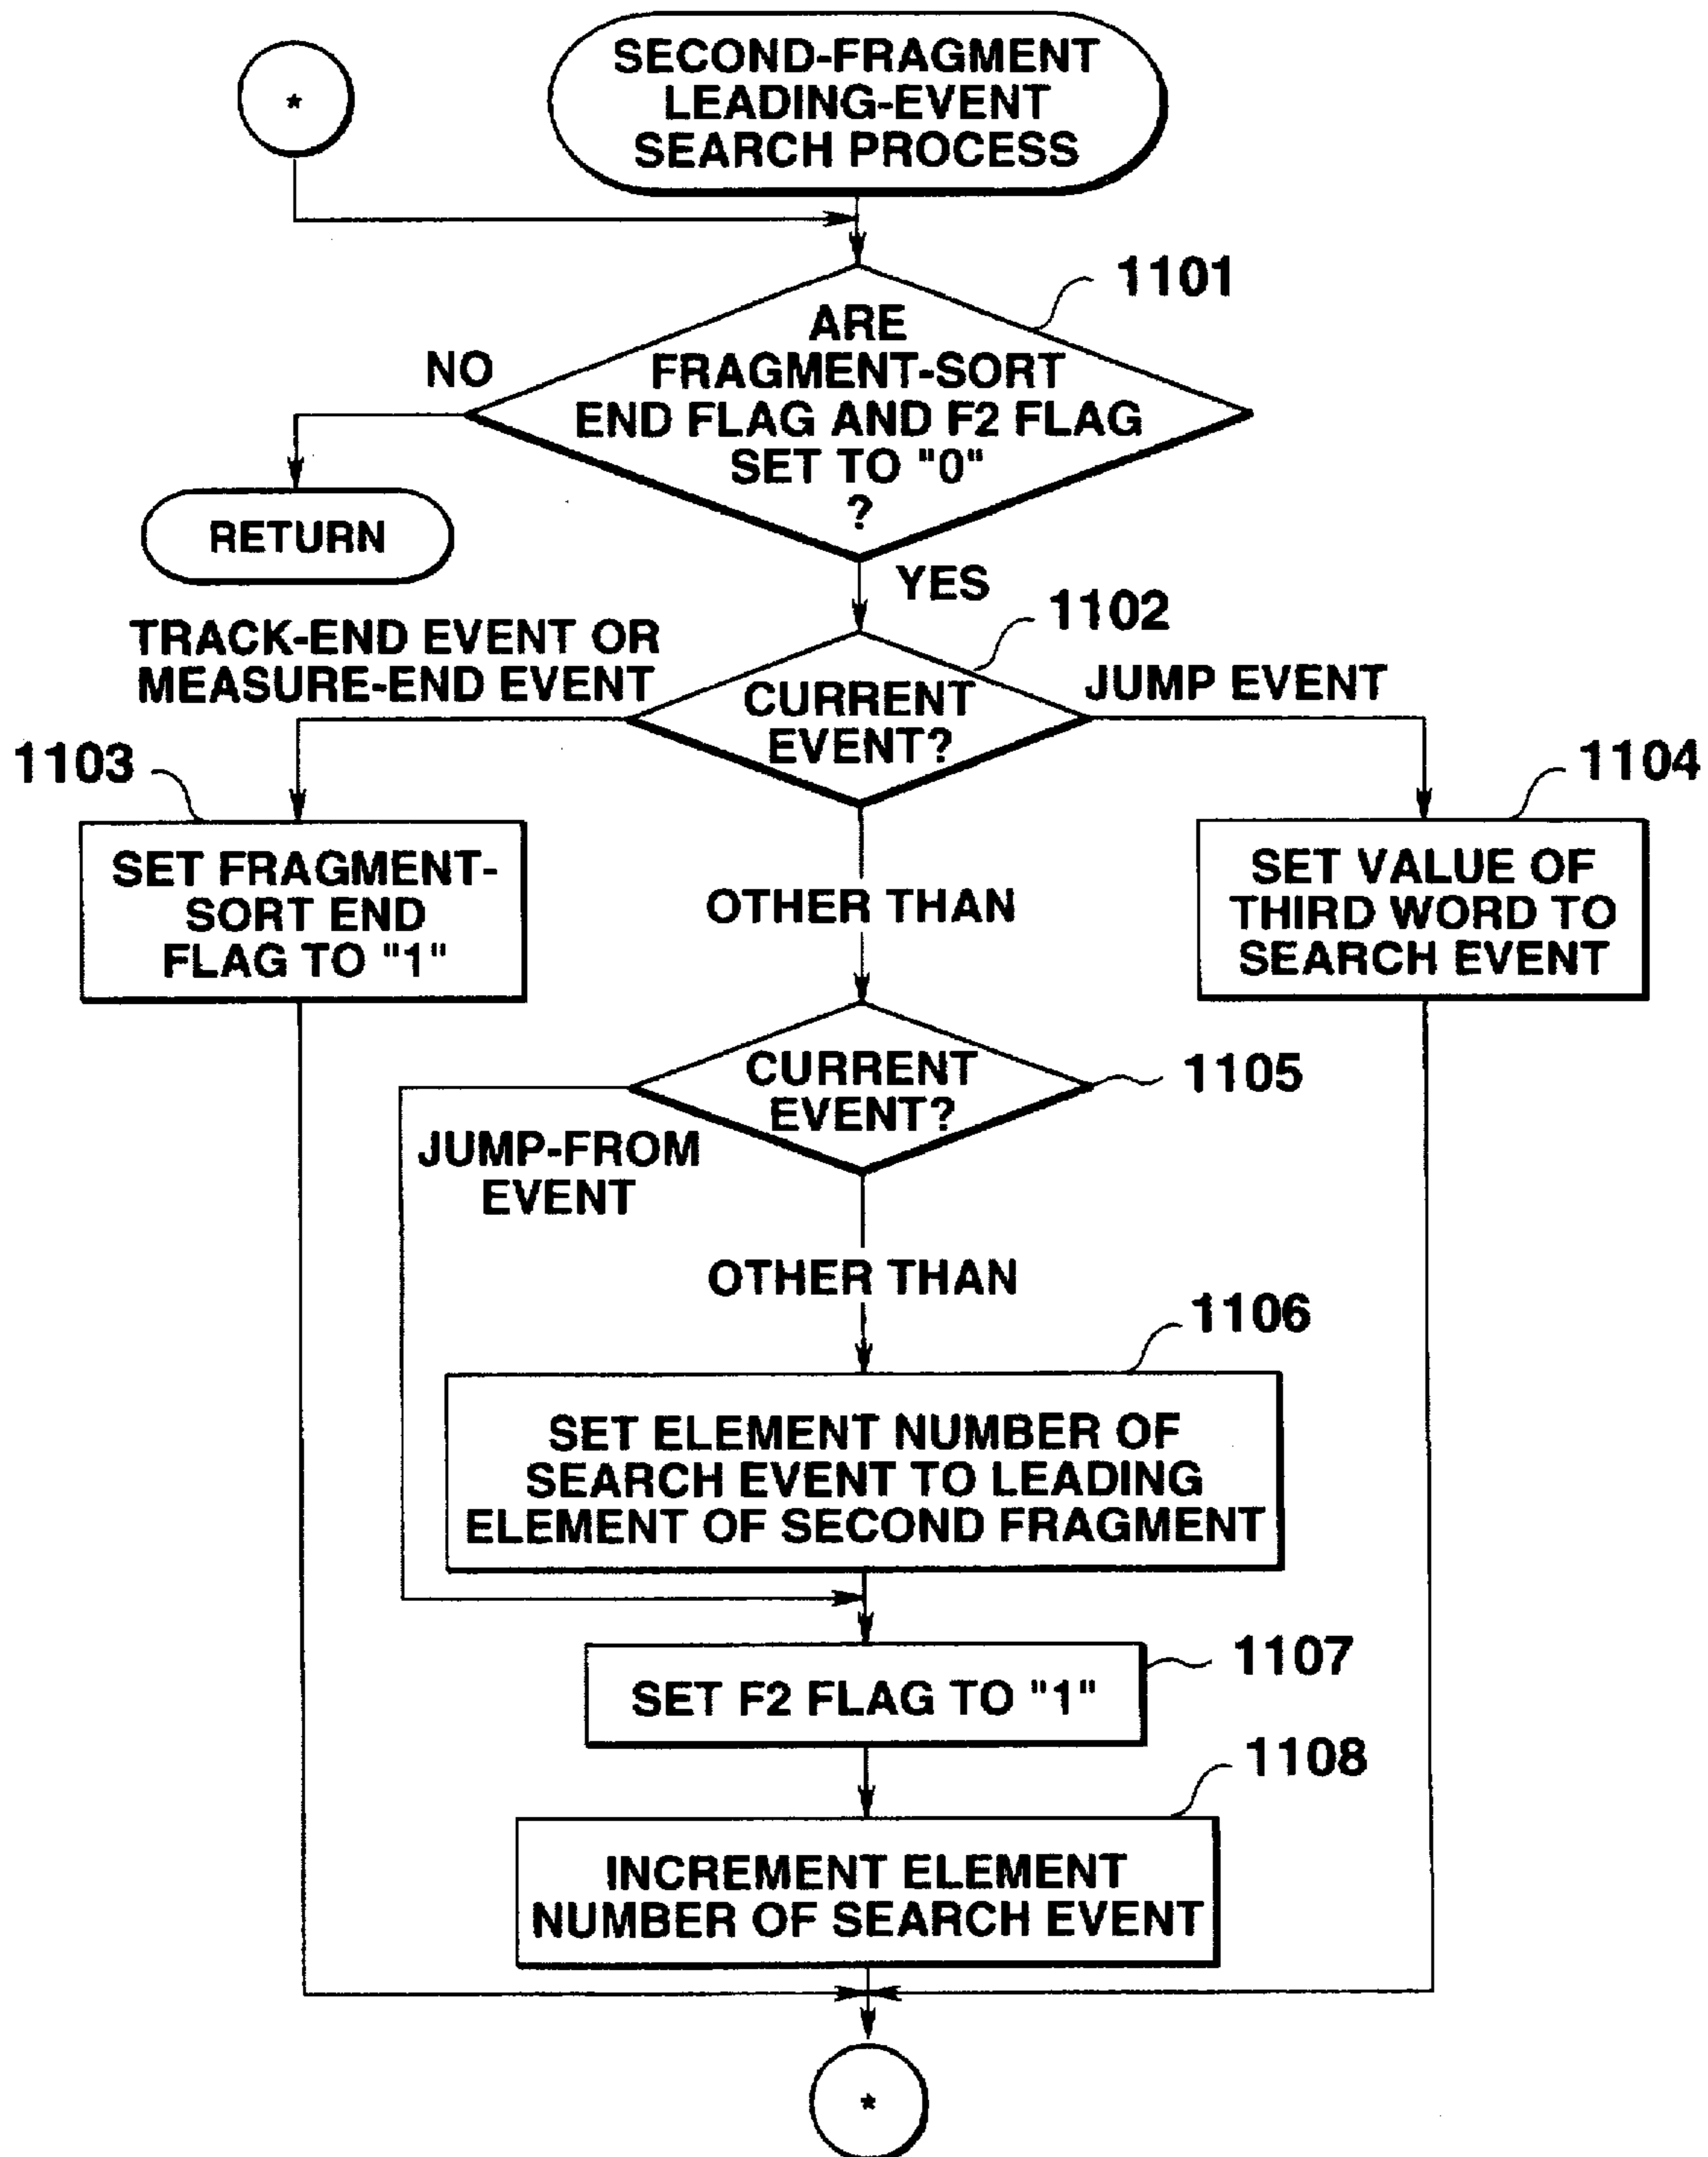 *
SECOND-FRAGMENT
LEADING-EVENT
SEARCH PROCESS
1101
ARE
FRAGMENT-SORT
END FLAG AND F2 FLAG
SET TO "0"
?
NO
RETURN
YES
1102
TRACK-END EVENT OR
MEASURE-END EVENT
CURRENT
EVENT?
JUMP EVENT
1103
SET FRAGMENT-
SORT END
FLAG TO "1"
OTHER THAN
1104
SET VALUE OF
THIRD WORD TO
SEARCH EVENT
CURRENT
EVENT?
1105
JUMP-FROM
EVENT
OTHER THAN
1106
SET ELEMENT NUMBER OF
SEARCH EVENT TO LEADING
ELEMENT OF SECOND FRAGMENT
1107
SET F2 FLAG TO "1"
1108
INCREMENT ELEMENT
NUMBER OF SEARCH EVENT
*